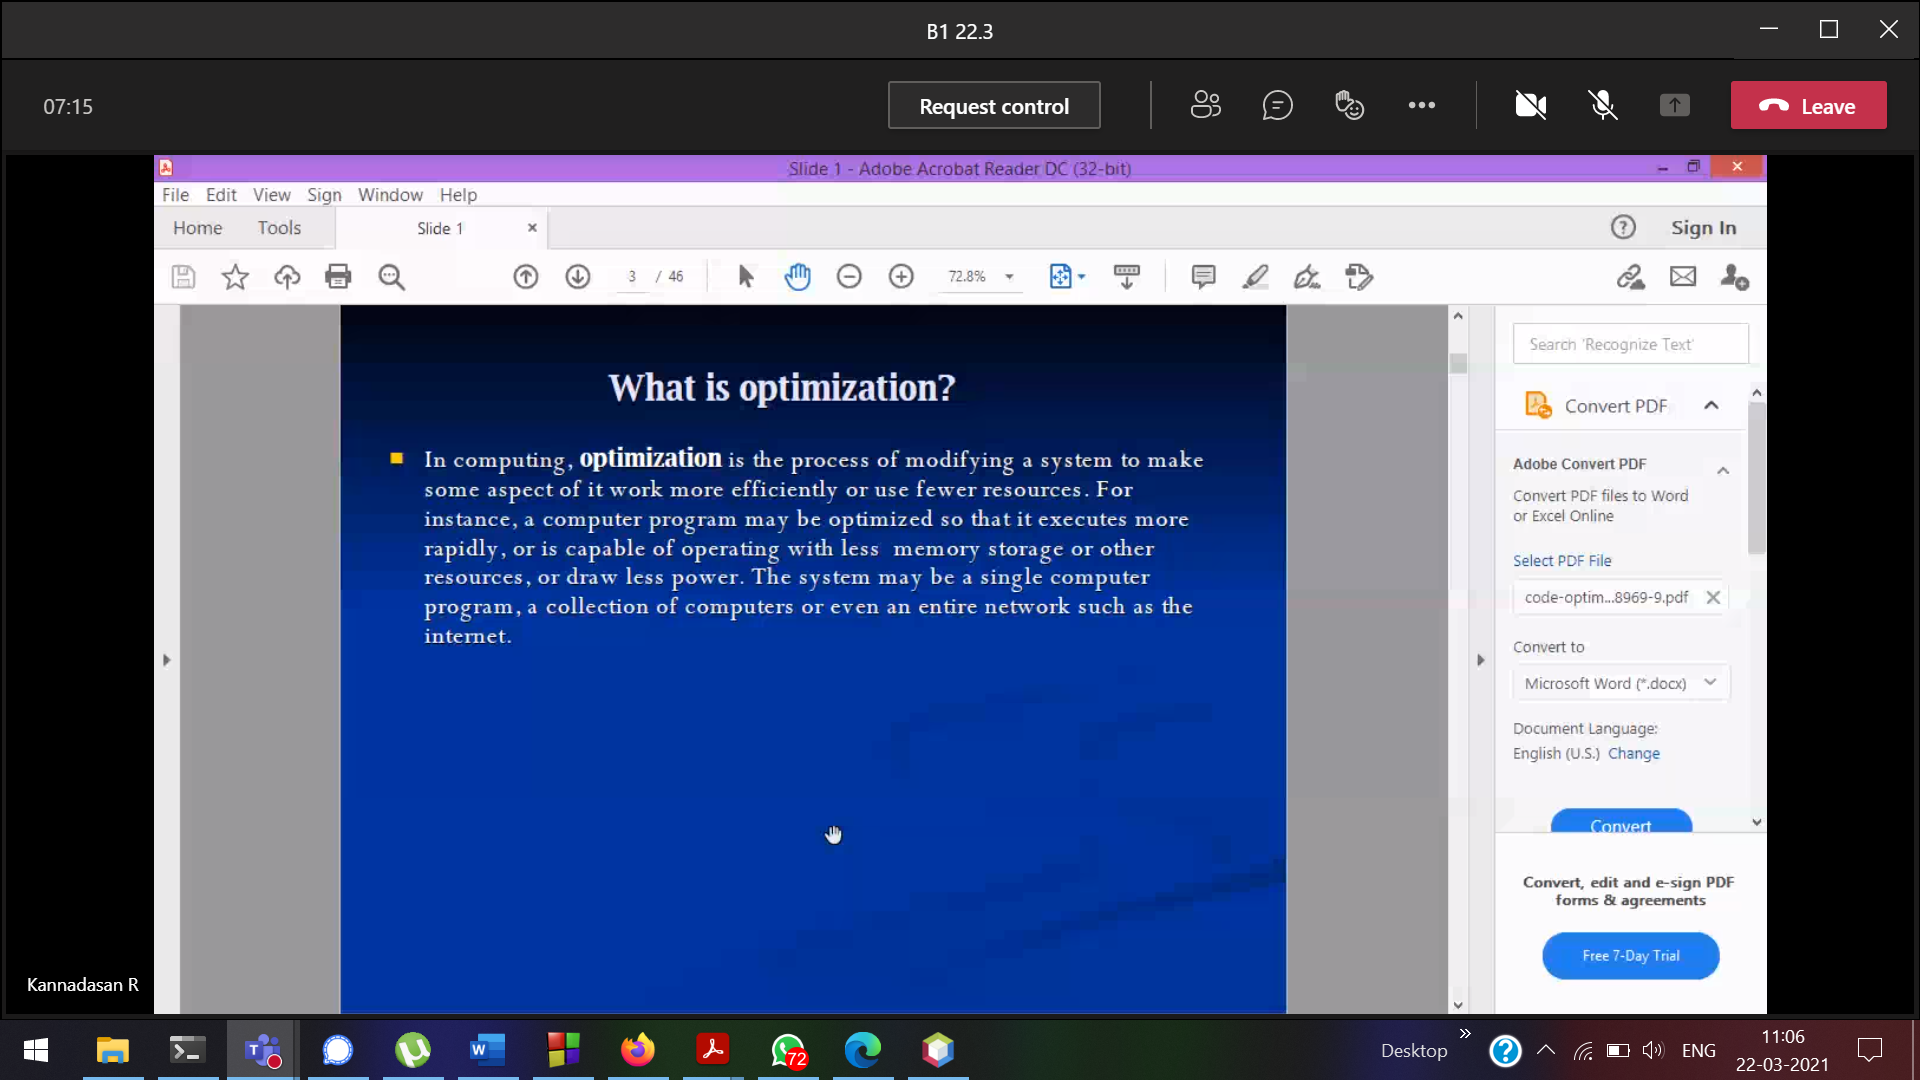 B1 22.3
07:15
Request control
Leave
Slide 1 - Adobe Acrobat Reader DC (32-bit)
File Edit View Sign Window Help
Home Tools Slide 1 Sign In
3 / 46 72.8%
Search 'Recognize Text'
What is optimization?
In computing, optimization is the process of modifying a system to make
some aspect of it work more efficiently or use fewer resources. For
instance, a computer program may be optimized so that it executes more
rapidly, or is capable of operating with less memory storage or other
resources, or draw less power. The system may be a single computer
program, a collection of computers or even an entire network such as the
internet.
Convert PDF
Adobe Convert PDF
Convert PDF files to Word
or Excel Online
Select PDF File
code-optim...8969-9.pdf
Convert to
Microsoft Word (*.docx)
Document Language:
English (U.S.) Change
Convert
Convert, edit and e-sign PDF
forms & agreements
Free 7-Day Trial
Kannadasan R
72
Desktop
ENG
11:06
22-03-2021